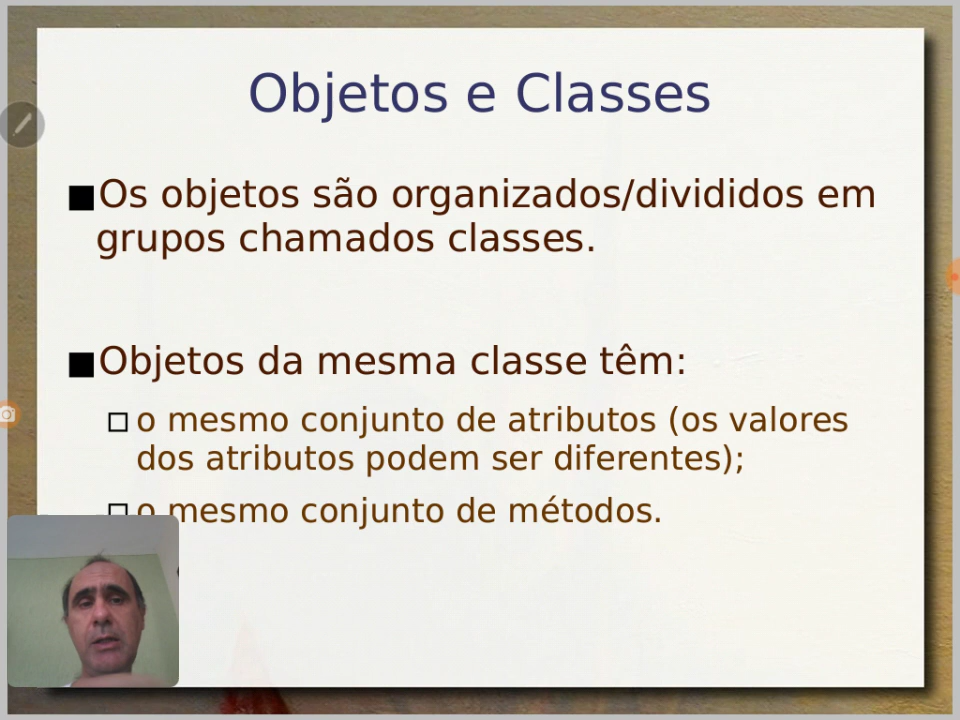 Objetos e Classes
Os objetos são organizados/divididos em
grupos chamados classes.
Objetos da mesma classe têm:
o mesmo conjunto de atributos (os valores
dos atributos podem ser diferentes);
o mesmo conjunto de métodos.